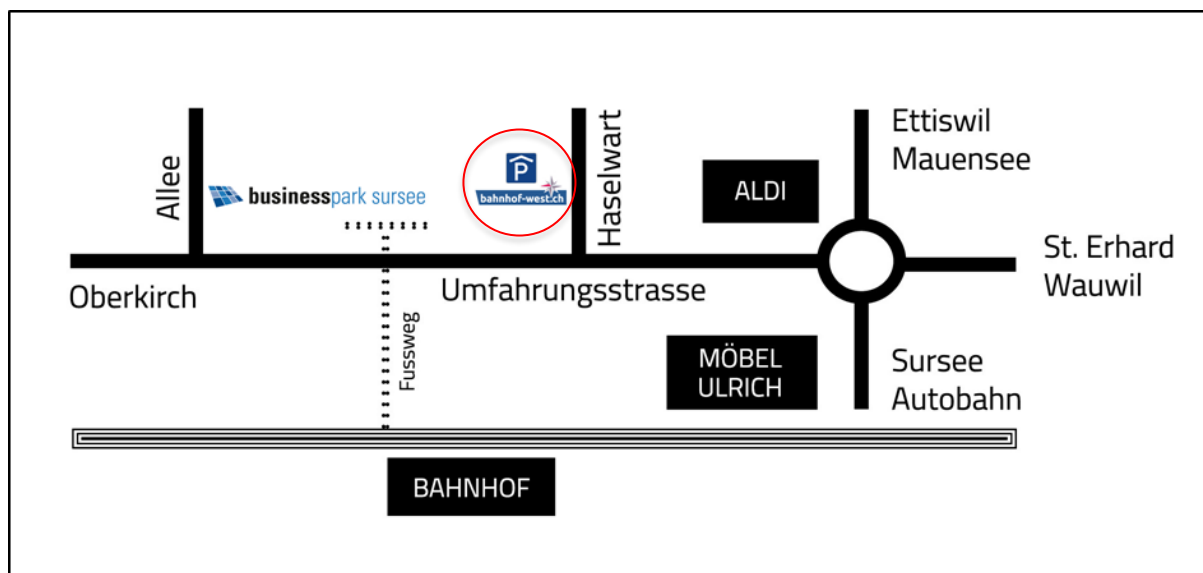 Allee
businesspark sursee
P
bahnhof-west.ch
Haselwart
ALDI
Ettiswil
Mauensee
St. Erhard
Wauwil
Oberkirch
Umfahrungsstrasse
Fussweg
MÖBEL
ULRICH
Sursee
Autobahn
BAHNHOF